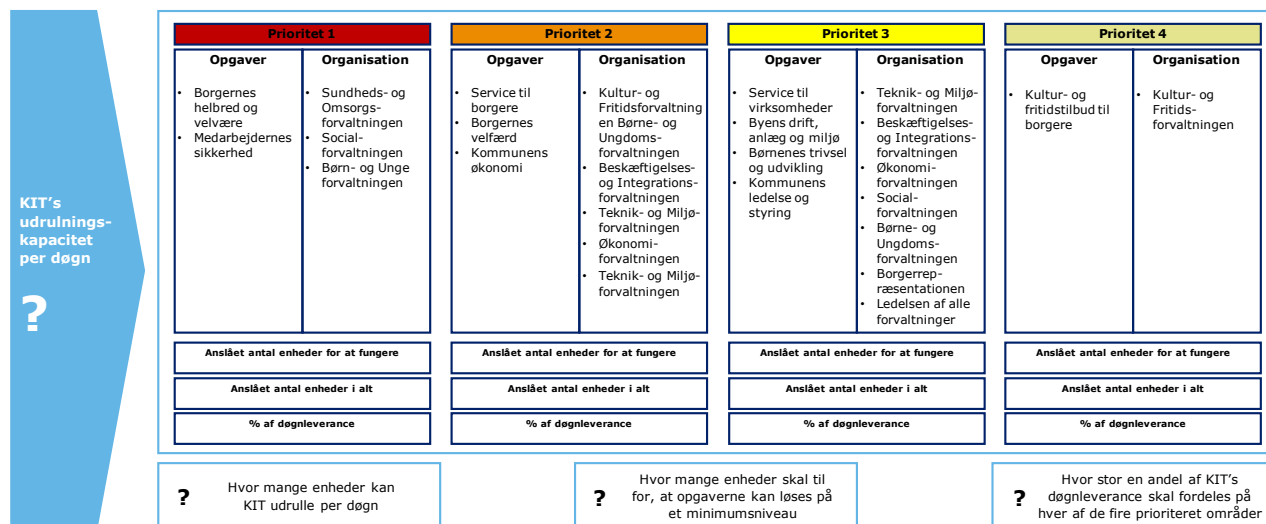 KIT's
udrulnings-
kapacitet
per døgn
?
Prioritet 1
Opgaver
• Borgernes
helbred og
velvære
• Medarbejdernes
sikkerhed
Organisation
• Sundheds- og
Omsorgs-
forvaltningen
• Social-
forvaltningen
• Børn- og Unge
forvaltningen
Anslået antal enheder for at fungere
Anslået antal enheder i alt
% af døgnleverance
Prioritet 2
Opgaver
• Service til
borgere
• Borgernes
velfærd
• Kommunens
økonomi
Organisation
• Kultur- og
Fritidsforvaltning
en Børne- og
Ungdoms-
forvaltningen
• Beskæftigelses-
og Integrations-
forvaltningen
• Teknik- og Miljø-
forvaltningen
• Økonomi-
forvaltningen
• Teknik- og Miljø-
forvaltningen
Anslået antal enheder for at fungere
Anslået antal enheder i alt
% af døgnleverance
Prioritet 3
Opgaver
• Service til
virksomheder
• Byens drift,
anlæg og miljø
• Børnenes trivsel
og udvikling
• Kommunens
ledelse og
styring
Organisation
• Teknik- og Miljø-
forvaltningen
• Beskæftigelses-
og Integrations-
forvaltningen
• Økonomi-
forvaltningen
• Social-
forvaltningen
• Børne- og
Ungdoms-
forvaltningen
• Borgerrep-
ræsentationen
• Ledelsen af alle
forvaltninger
Anslået antal enheder for at fungere
Anslået antal enheder i alt
% af døgnleverance
Prioritet 4
Opgaver
• Kultur- og
fritidstilbud til
borgere
Organisation
• Kultur- og
Fritids-
forvaltningen
Anslået antal enheder for at fungere
Anslået antal enheder i alt
% af døgnleverance
?
Hvor mange enheder kan
KIT udrulle per døgn
?
Hvor mange enheder skal til
for, at opgaverne kan løses på
et minimumsniveau
?
Hvor stor en andel af KIT's
døgnleverance skal fordeles på
hver af de fire prioriteret områder